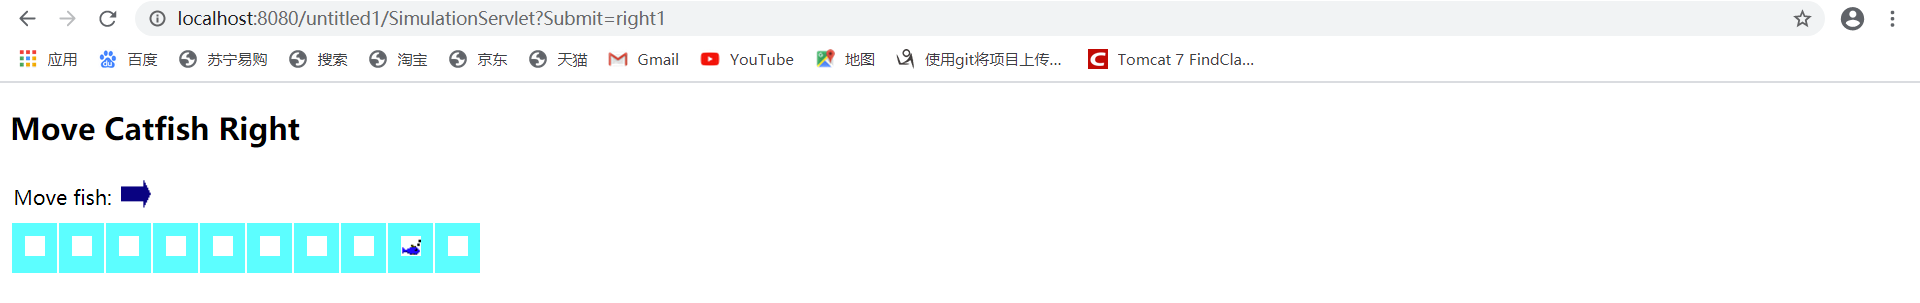 localhost:8080/untitled1/SimulationServlet?Submit=right1
应用 百度 苏宁易购 搜索 淘宝 京东 天猫 Gmail YouTube 地图 使用git将项目上传... Tomcat 7 FindCla...
Move Catfish Right
Move fish: